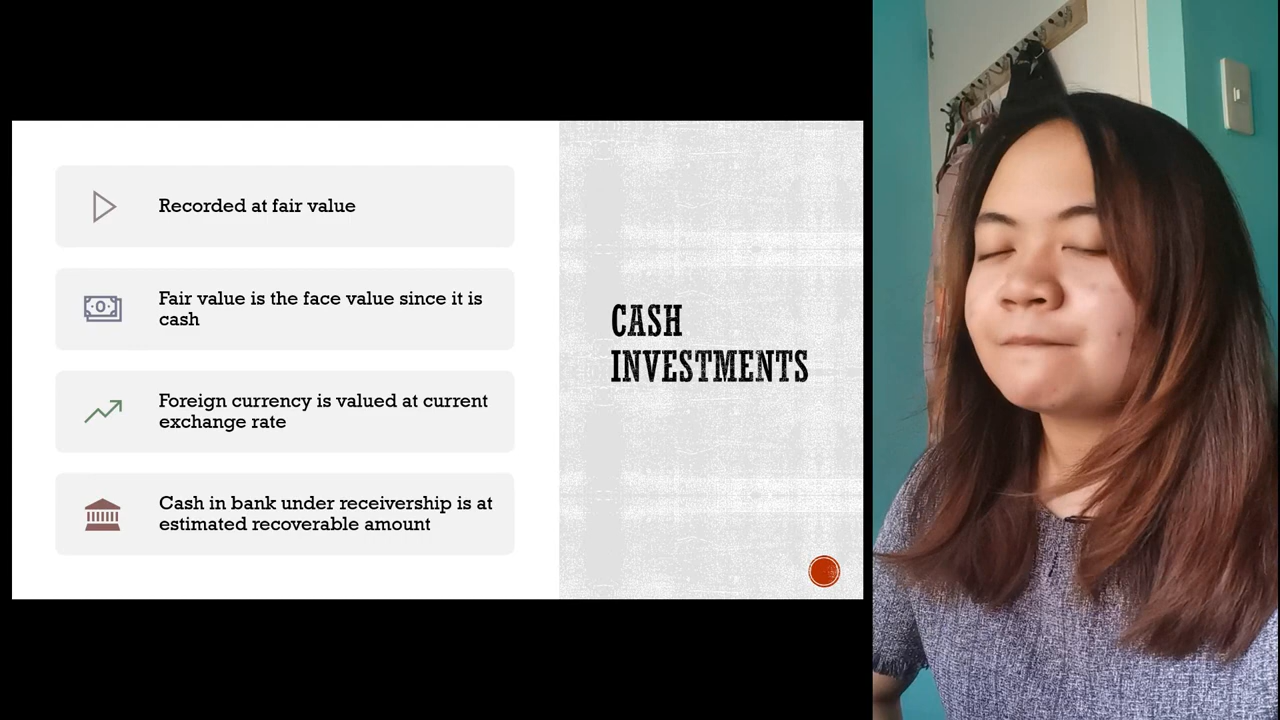 Recorded at fair value
Fair value is the face value since it is
cash
Foreign currency is valued at current
exchange rate
Cash in bank under receivership is at
estimated recoverable amount
CASH
INVESTMENTS